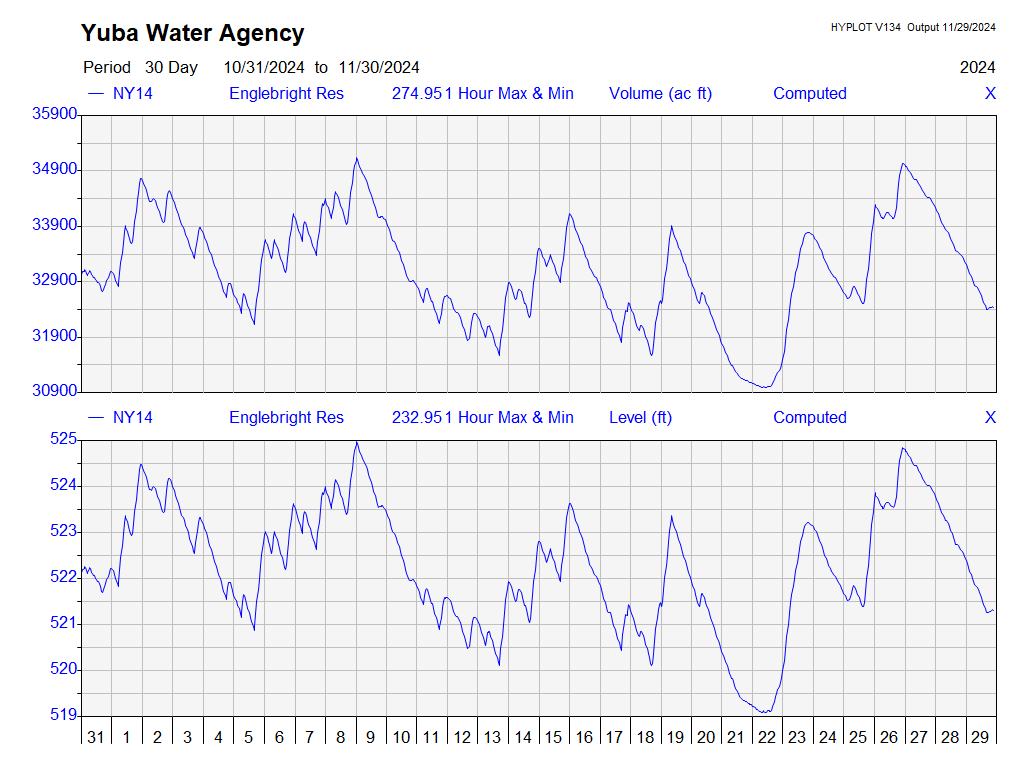 Yuba Water Agency
HYPLOT V134 Output 11/29/2024
Period 30 Day 10/31/2024 to 11/30/2024 2024
NY14 Englebright Res 274.951 Hour Max & Min Volume (ac ft) Computed X
35900
34900
33900
32900
31900
30900
NY14 Englebright Res 232.951 Hour Max & Min Level (ft) Computed X
525
524
523
522
521
520
519
31 1 2 3 4 5 6 7 8 9 10 11 12 13 14 15 16 17 18 19 20 21 22 23 24 25 26 27 28 29